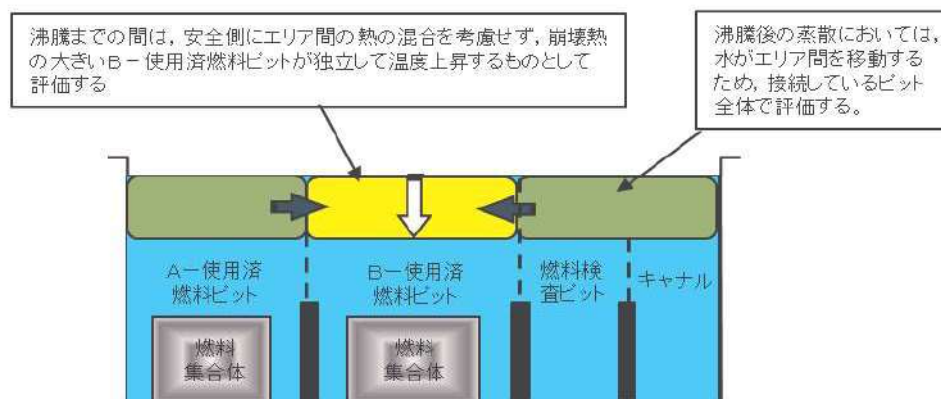 沸騰までの間は，安全側にエリア間の熱の混合を考慮せず，崩壊熱
の大きいB－使用済燃料ピットが独立して温度上昇するものとして
評価する
沸騰後の蒸散においては，
水がエリア間を移動する
ため，接続しているピット
全体で評価する。
A－使用済
燃料ピット
B－使用済
燃料ピット
燃料検
査ピット
キャナル
燃料
集合体
燃料
集合体